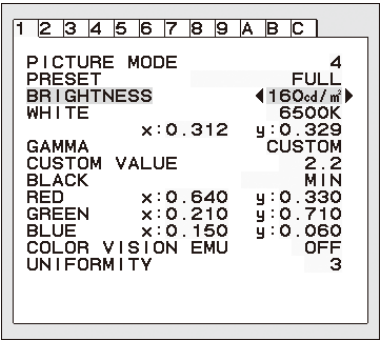 1 2 3 4 5 6 7 8 9 A B C
PICTURE MODE 4
PRESET FULL
BRIGHTNESS ◀160cd/㎡▶
WHITE 6500K
x:0.312 y:0.329
GAMMA CUSTOM
CUSTOM VALUE 2.2
BLACK MIN
RED x:0.640 y:0.330
GREEN x:0.210 y:0.710
BLUE x:0.150 y:0.060
COLOR VISION EMU OFF
UNIFORMITY 3